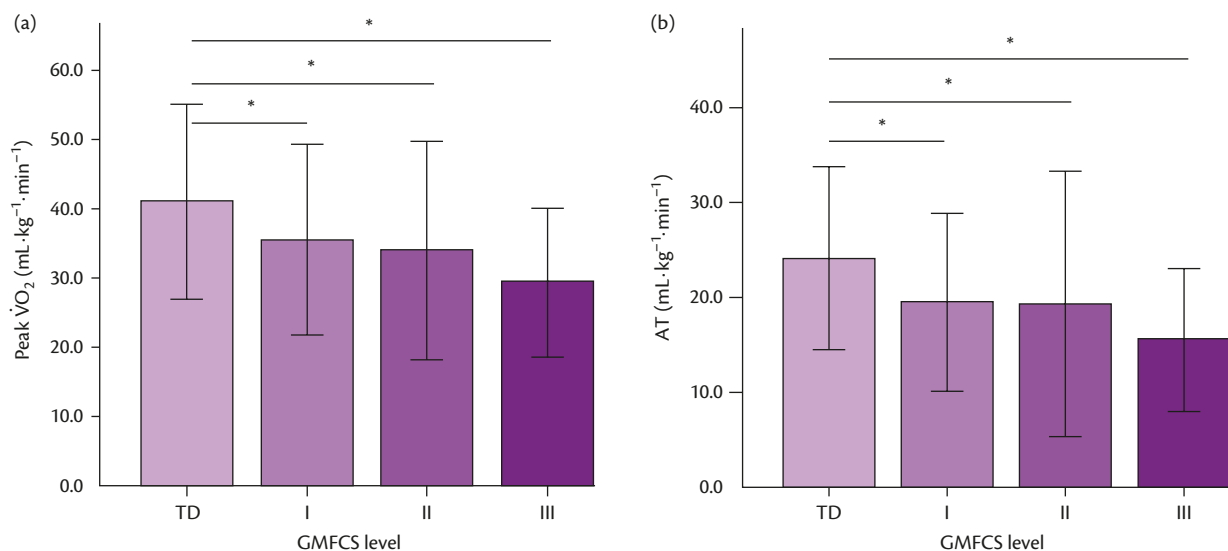 (a)
*
*
*
60.0
50.0
40.0
30.0
20.0
10.0
0.0
Peak V̇O₂ (mL·kg⁻¹·min⁻¹)
TD I II III
GMFCS level
(b)
*
*
*
40.0
30.0
20.0
10.0
0.0
AT (mL·kg⁻¹·min⁻¹)
TD I II III
GMFCS level